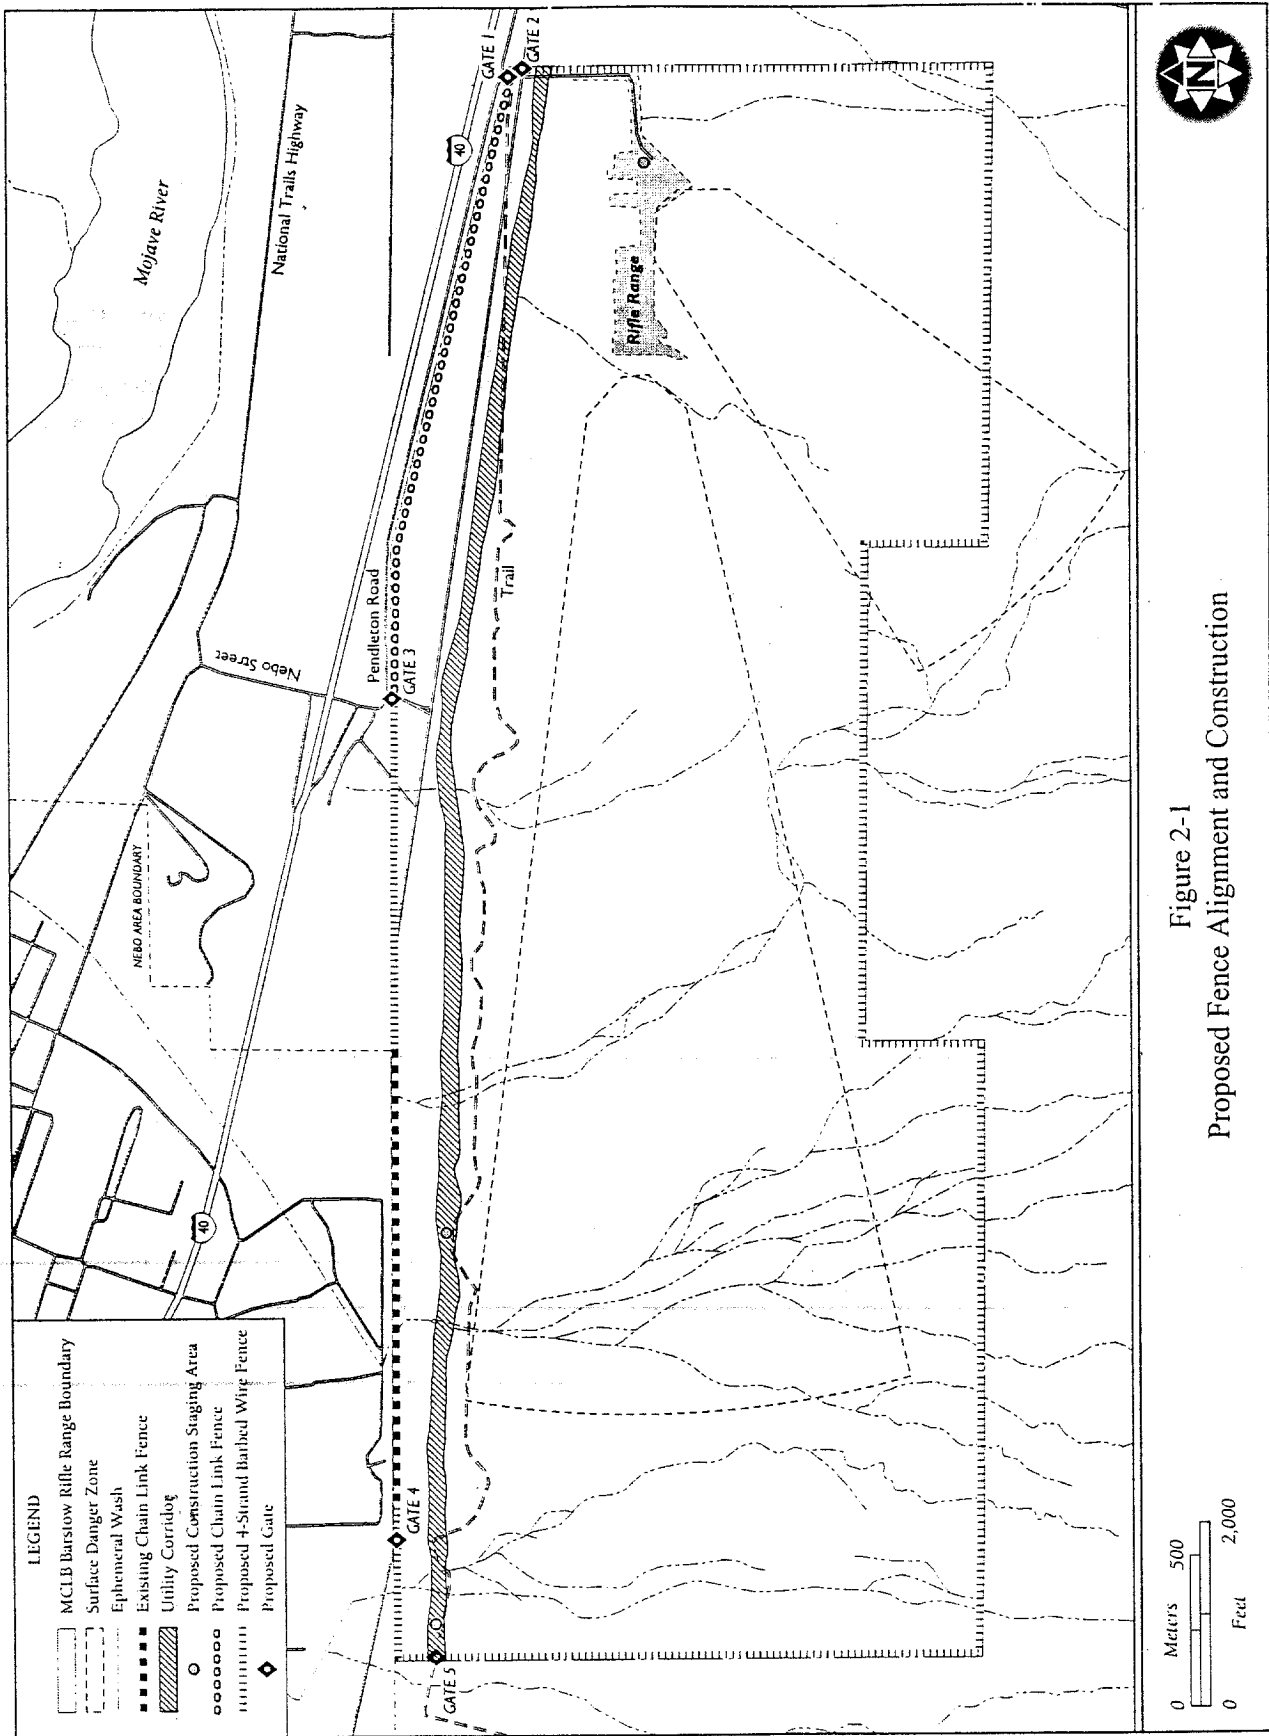 LEGEND
MCLB Barstow Rifle Range Boundary
Surface Danger Zone
Ephemeral Wash
Existing Chain Link Fence
Utility Corridor
Proposed Construction Staging Area
Proposed Chain Link Fence
Proposed 4-Strand Barbed Wire Fence
Proposed Gate
Mojave River
National Trails Highway
NEBO AREA BOUNDARY
Nebo Street
Pendleton Road
40
40
GATE 1
GATE 2
GATE 3
GATE 4
GATE 5
Trail
Rifle Range
N
0 Meters 500
0 Feet 2,000
Figure 2-1
Proposed Fence Alignment and Construction